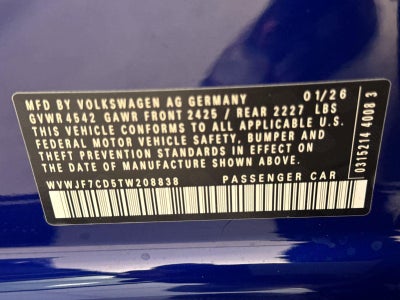 MFD BY VOLKSWAGEN AG GERMANY 01/26
GVWR 4542 GAWR FRONT 2425 / REAR 2227 LBS
THIS VEHICLE CONFORMS TO ALL APPLICABLE U.S.
FEDERAL MOTOR VEHICLE SAFETY, BUMPER AND
THEFT PREVENTION STANDARDS IN EFFECT ON
THE DATE OF MANUFACTURE SHOWN ABOVE.
WVWJF7CD5TW208838 PASSENGER CAR
0315214 4008 3